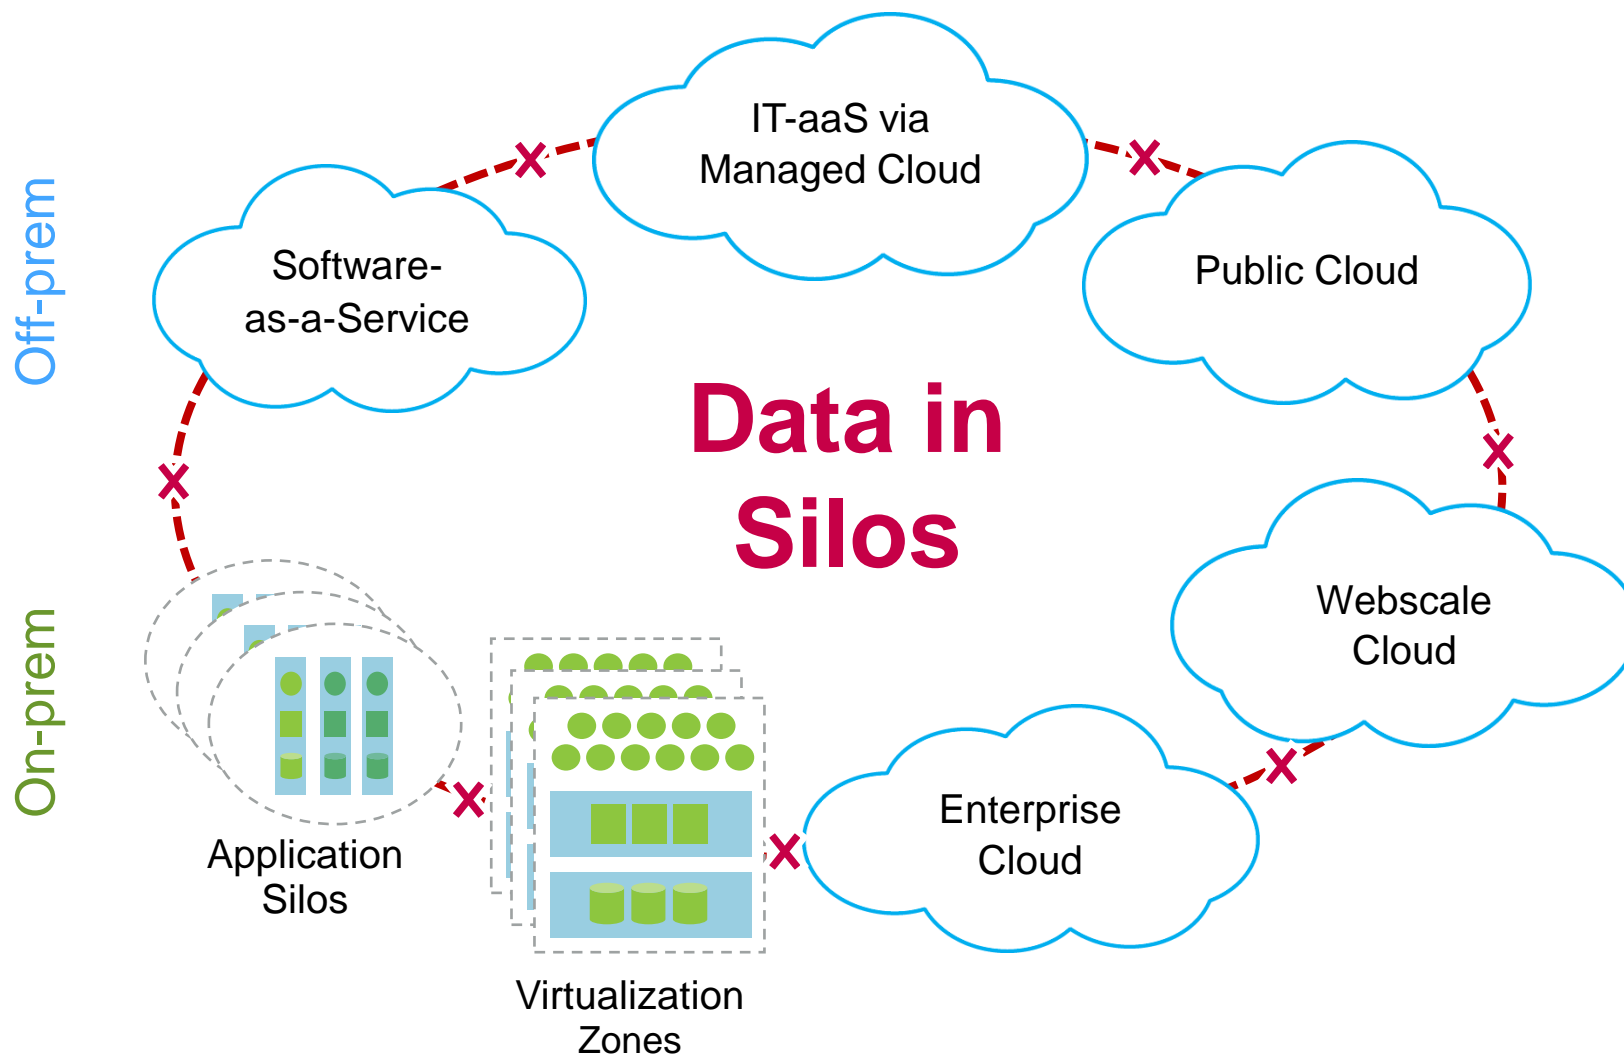 IT-aaS via
Managed Cloud
Software-
as-a-Service
Public Cloud
Off-prem
Data in
Silos
Webscale
Cloud
On-prem
Enterprise
Cloud
Application
Silos
Virtualization
Zones